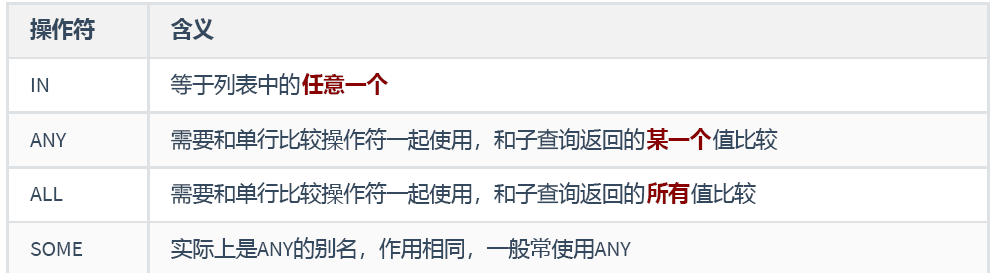 操作符 含义
IN 等于列表中的任意一个
ANY 需要和单行比较操作符一起使用，和子查询返回的某一个值比较
ALL 需要和单行比较操作符一起使用，和子查询返回的所有值比较
SOME 实际上是ANY的别名，作用相同，一般常使用ANY